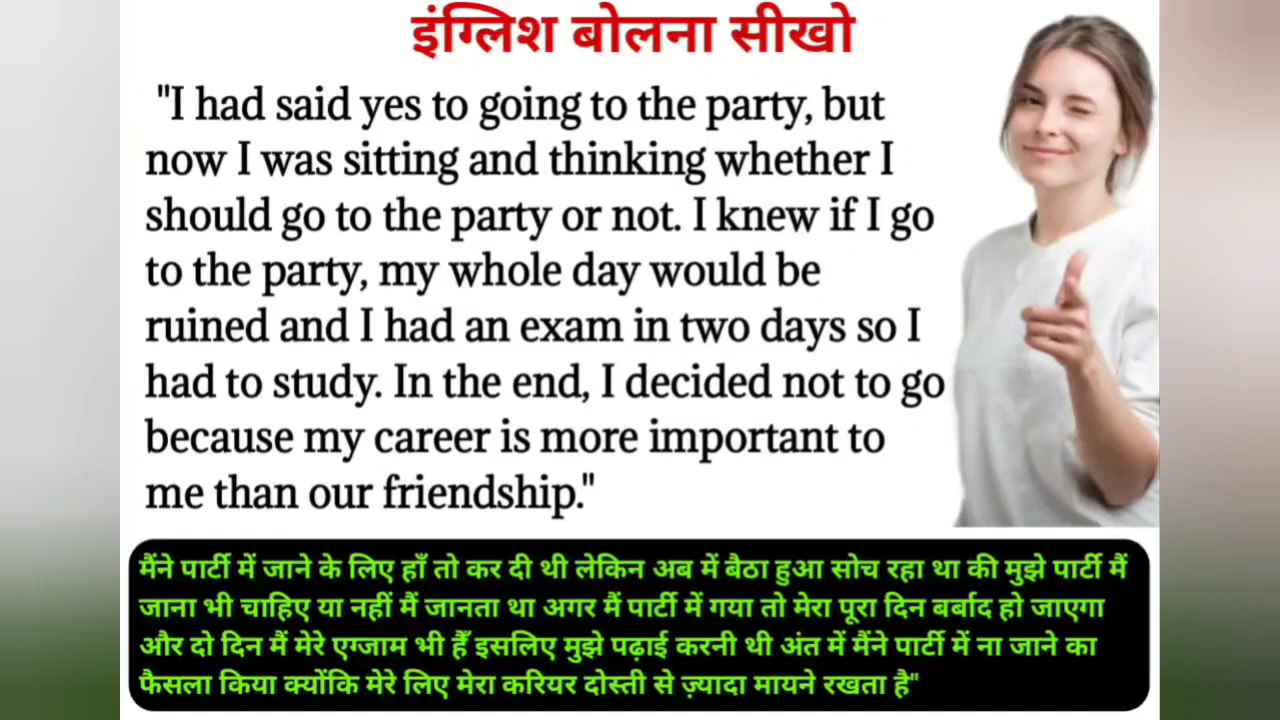 इंग्लिश बोलना सीखो
"I had said yes to going to the party, but
now I was sitting and thinking whether I
should go to the party or not. I knew if I go
to the party, my whole day would be
ruined and I had an exam in two days so I
had to study. In the end, I decided not to go
because my career is more important to
me than our friendship."
मैंने पार्टी में जाने के लिए हाँ तो कर दी थी लेकिन अब में बैठा हुआ सोच रहा था की मुझे पार्टी मैं
जाना भी चाहिए या नहीं मैं जानता था अगर मैं पार्टी में गया तो मेरा पूरा दिन बर्बाद हो जाएगा
और दो दिन मैं मेरे एग्जाम भी हैं इसलिए मुझे पढ़ाई करनी थी अंत में मैंने पार्टी में ना जाने का
फैसला किया क्योंकि मेरे लिए मेरा करियर दोस्ती से ज़्यादा मायने रखता है"